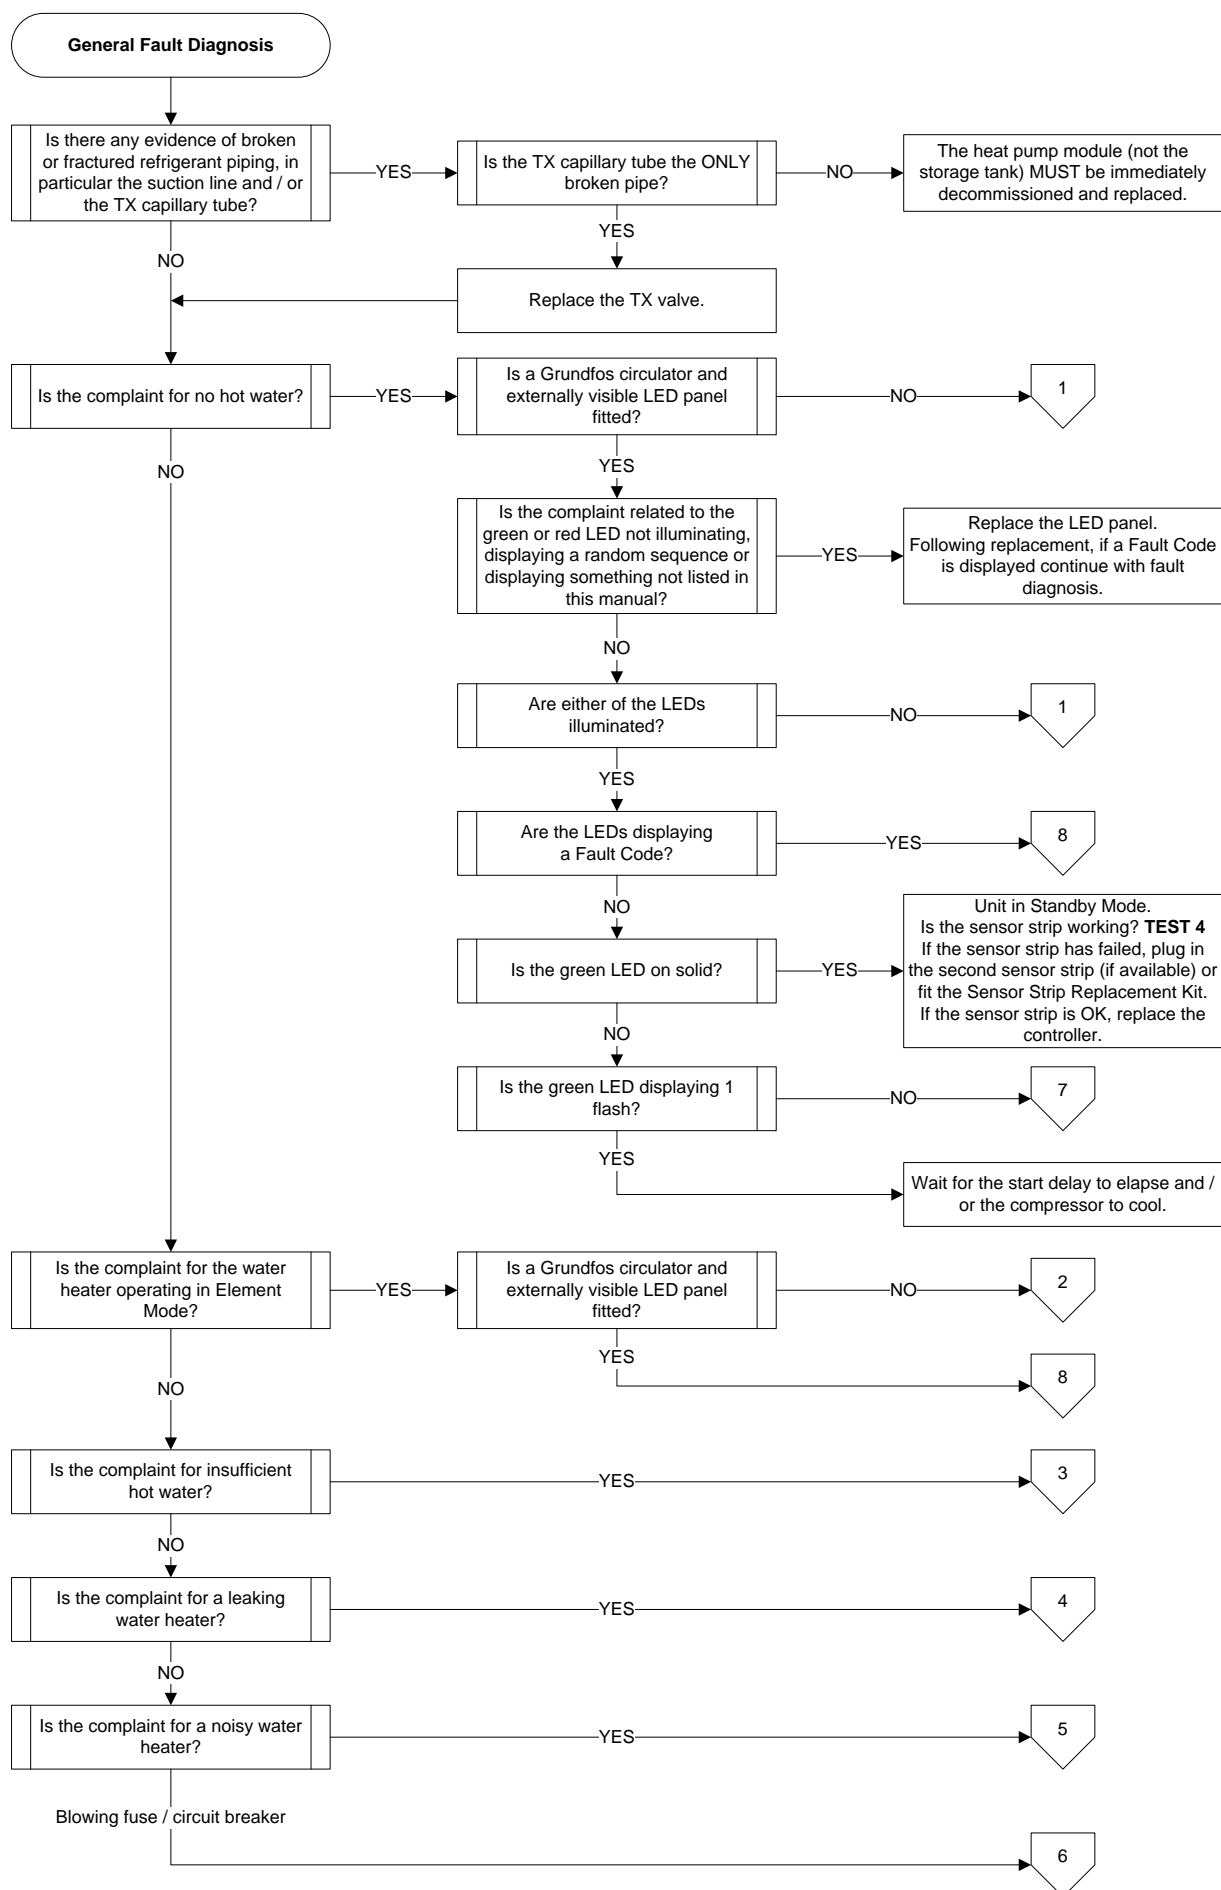 General Fault Diagnosis
Is there any evidence of broken
or fractured refrigerant piping, in
particular the suction line and / or
the TX capillary tube?
YES
Is the TX capillary tube the ONLY
broken pipe?
NO
The heat pump module (not the
storage tank) MUST be immediately
decommissioned and replaced.
YES
NO
Replace the TX valve.
Is the complaint for no hot water?
YES
Is a Grundfos circulator and
externally visible LED panel
fitted?
NO
1
NO
YES
Is the complaint related to the
green or red LED not illuminating,
displaying a random sequence or
displaying something not listed in
this manual?
YES
Replace the LED panel.
Following replacement, if a Fault Code
is displayed continue with fault
diagnosis.
NO
Are either of the LEDs
illuminated?
NO
1
YES
Are the LEDs displaying
a Fault Code?
YES
8
NO
Is the green LED on solid?
YES
Unit in Standby Mode.
Is the sensor strip working? TEST 4
If the sensor strip has failed, plug in
the second sensor strip (if available) or
fit the Sensor Strip Replacement Kit.
If the sensor strip is OK, replace the
controller.
NO
Is the green LED displaying 1
flash?
NO
7
YES
Wait for the start delay to elapse and /
or the compressor to cool.
Is the complaint for the water
heater operating in Element
Mode?
YES
Is a Grundfos circulator and
externally visible LED panel
fitted?
NO
2
YES
8
NO
Is the complaint for insufficient
hot water?
YES
3
NO
Is the complaint for a leaking
water heater?
YES
4
NO
Is the complaint for a noisy water
heater?
YES
5
Blowing fuse / circuit breaker
6